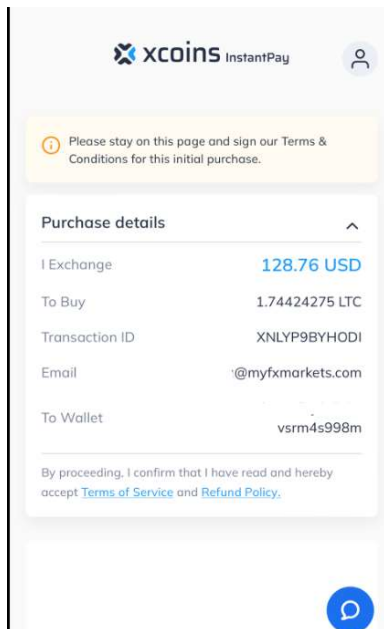 xcoins InstantPay
Please stay on this page and sign our Terms &
Conditions for this initial purchase.
Purchase details
I Exchange 128.76 USD
To Buy 1.74424275 LTC
Transaction ID XNLYP9BYHODI
Email @myfxmarkets.com
To Wallet vsrm4s998m
By proceeding, I confirm that I have read and hereby
accept Terms of Service and Refund Policy.